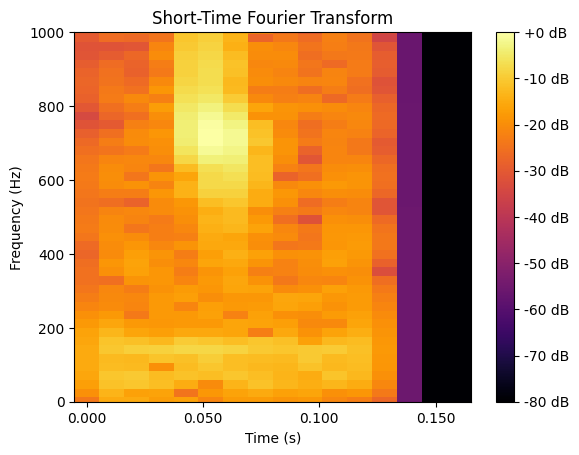 Short-Time Fourier Transform
Frequency (Hz)
1000
800
600
400
200
0
0.000
0.050
0.100
0.150
Time (s)
+0 dB
-10 dB
-20 dB
-30 dB
-40 dB
-50 dB
-60 dB
-70 dB
-80 dB